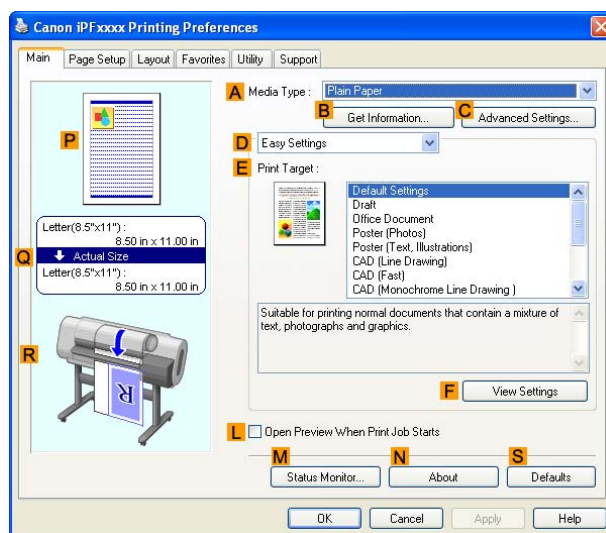 Canon iPFxxxx Printing Preferences
Main Page Setup Layout Favorites Utility Support
A Media Type : Plain Paper
B Get Information... C Advanced Settings...
D Easy Settings
E Print Target :
P
Default Settings
Draft
Office Document
Poster (Photos)
Poster (Text, Illustrations)
CAD (Line Drawing)
CAD (Fast)
CAD (Monochrome Line Drawing )
Letter(8.5"x11") :
8.50 in x 11.00 in
Q Actual Size
Letter(8.5"x11") :
8.50 in x 11.00 in
Suitable for printing normal documents that contain a mixture of
text, photographs and graphics.
R
R
F View Settings
L Open Preview When Print Job Starts
M Status Monitor... N About S Defaults
OK Cancel Apply Help